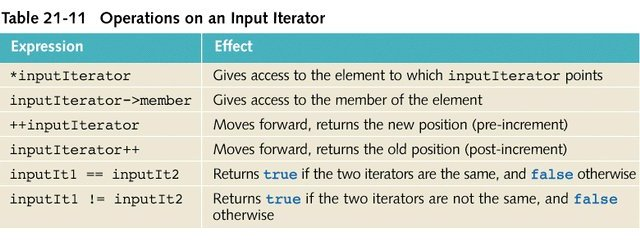 Table 21-11 Operations on an Input Iterator
Expression Effect
*inputIterator Gives access to the element to which inputIterator points
inputIterator->member Gives access to the member of the element
++inputIterator Moves forward, returns the new position (pre-increment)
inputIterator++ Moves forward, returns the old position (post-increment)
inputIt1 == inputIt2 Returns true if the two iterators are the same, and false otherwise
inputIt1 != inputIt2 Returns true if the two iterators are not the same, and false
otherwise